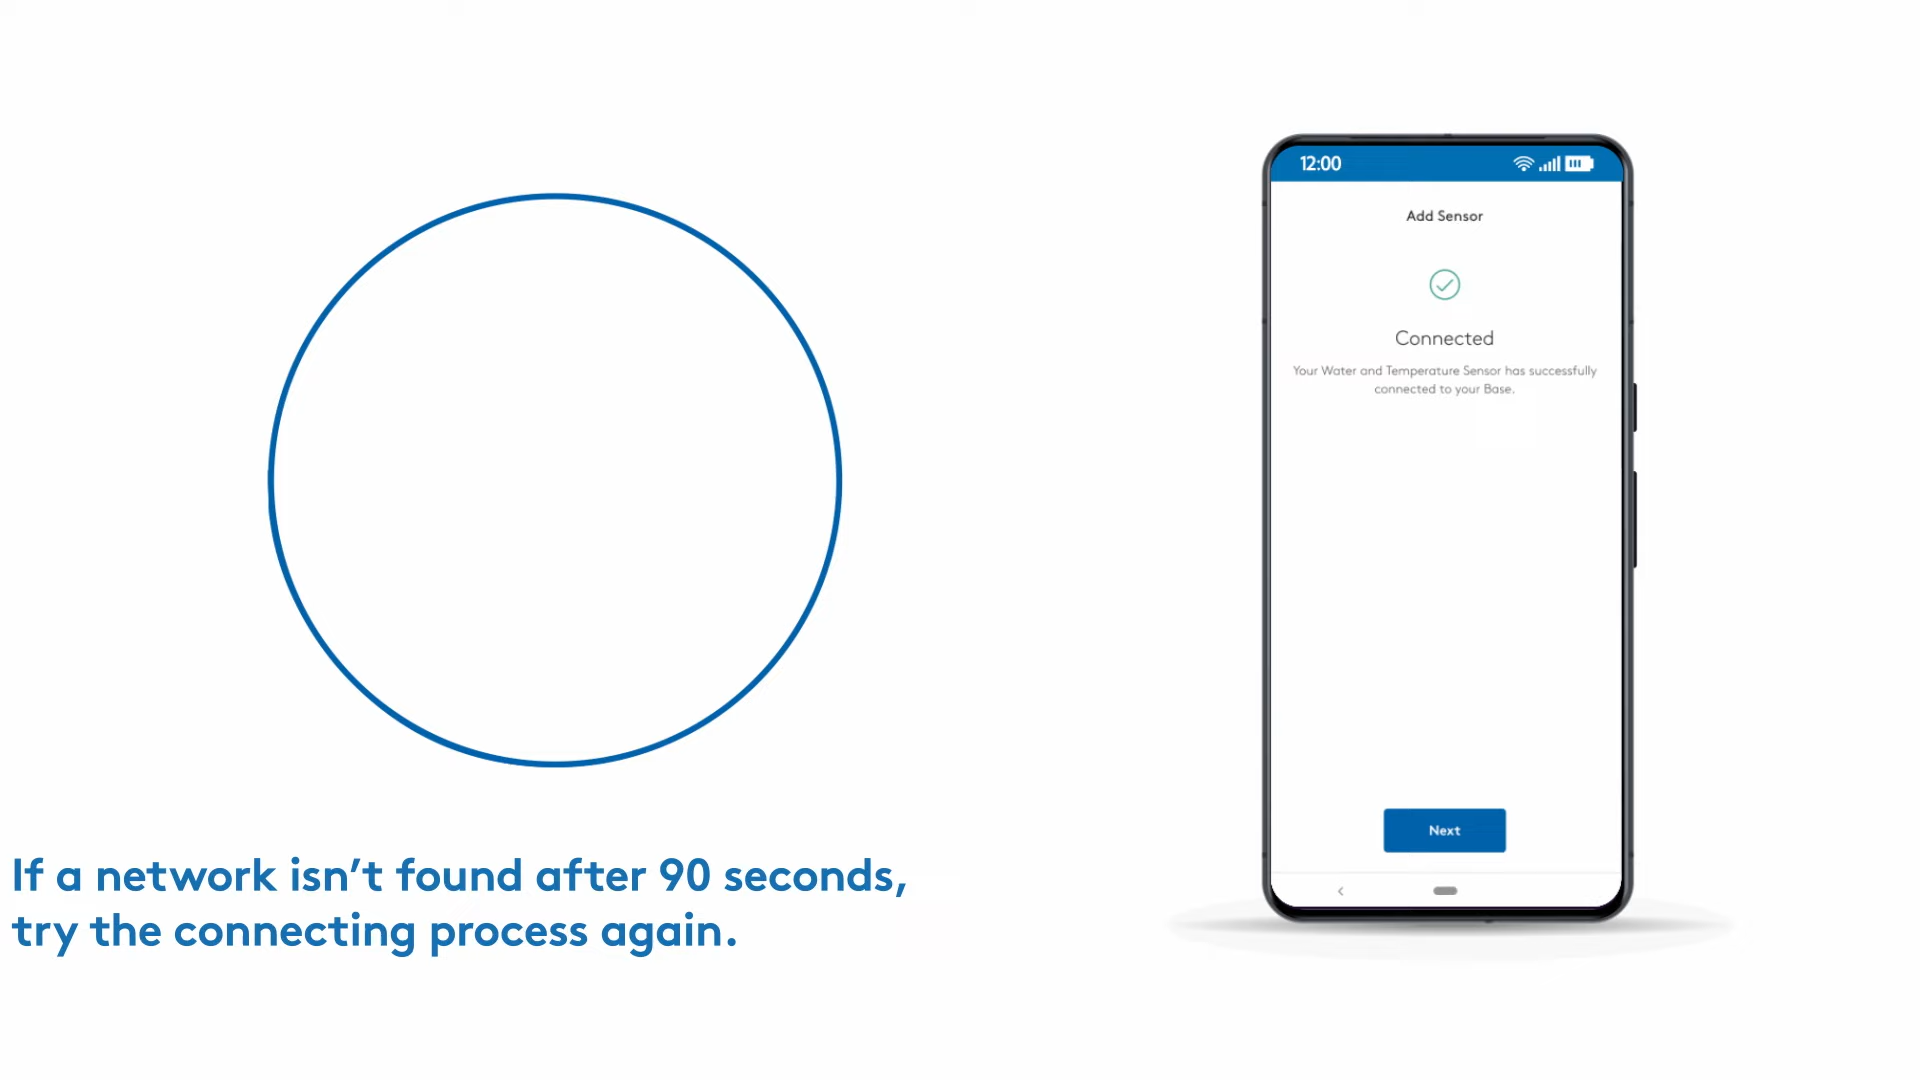 12:00
Add Sensor
Connected
Your Water and Temperature Sensor has successfully
connected to your Base.
Next
If a network isn’t found after 90 seconds,
try the connecting process again.